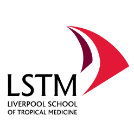 LSTM
LIVERPOOL SCHOOL
OF TROPICAL MEDICINE